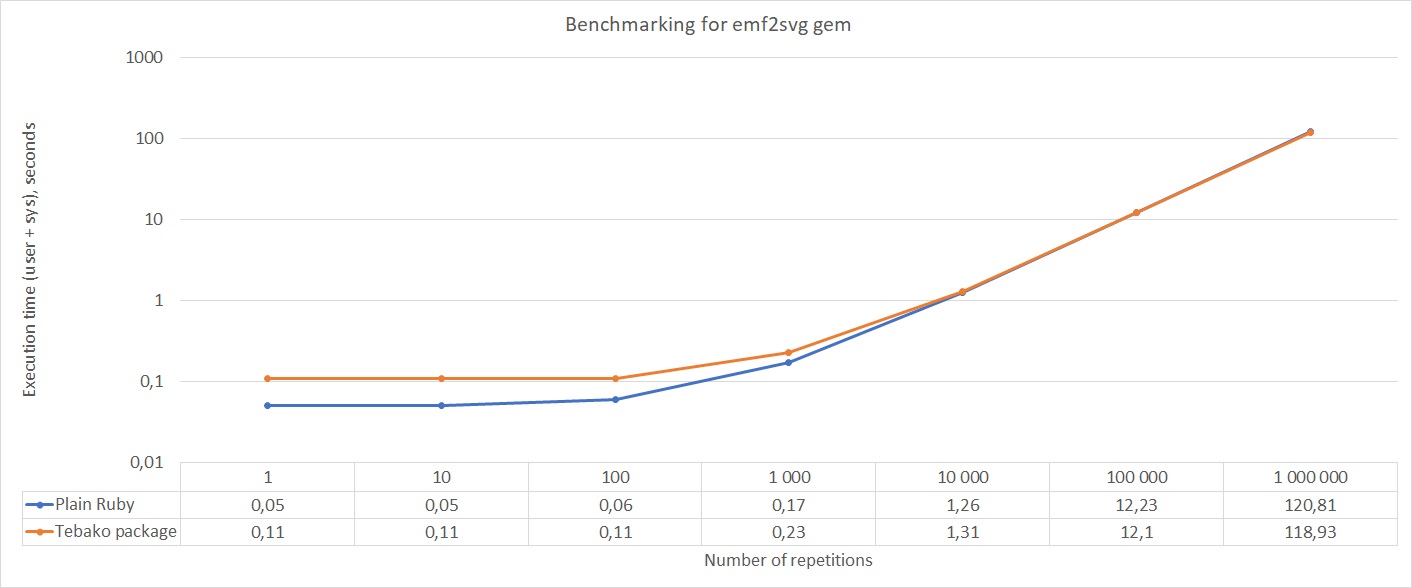 Benchmarking for emf2svg gem
1000
100
10
1
0,1
0,01
Execution time (user + sys), seconds
1 10 100 1 000 10 000 100 000 1 000 000
Plain Ruby 0,05 0,05 0,06 0,17 1,26 12,23 120,81
Tebako package 0,11 0,11 0,11 0,23 1,31 12,1 118,93
Number of repetitions